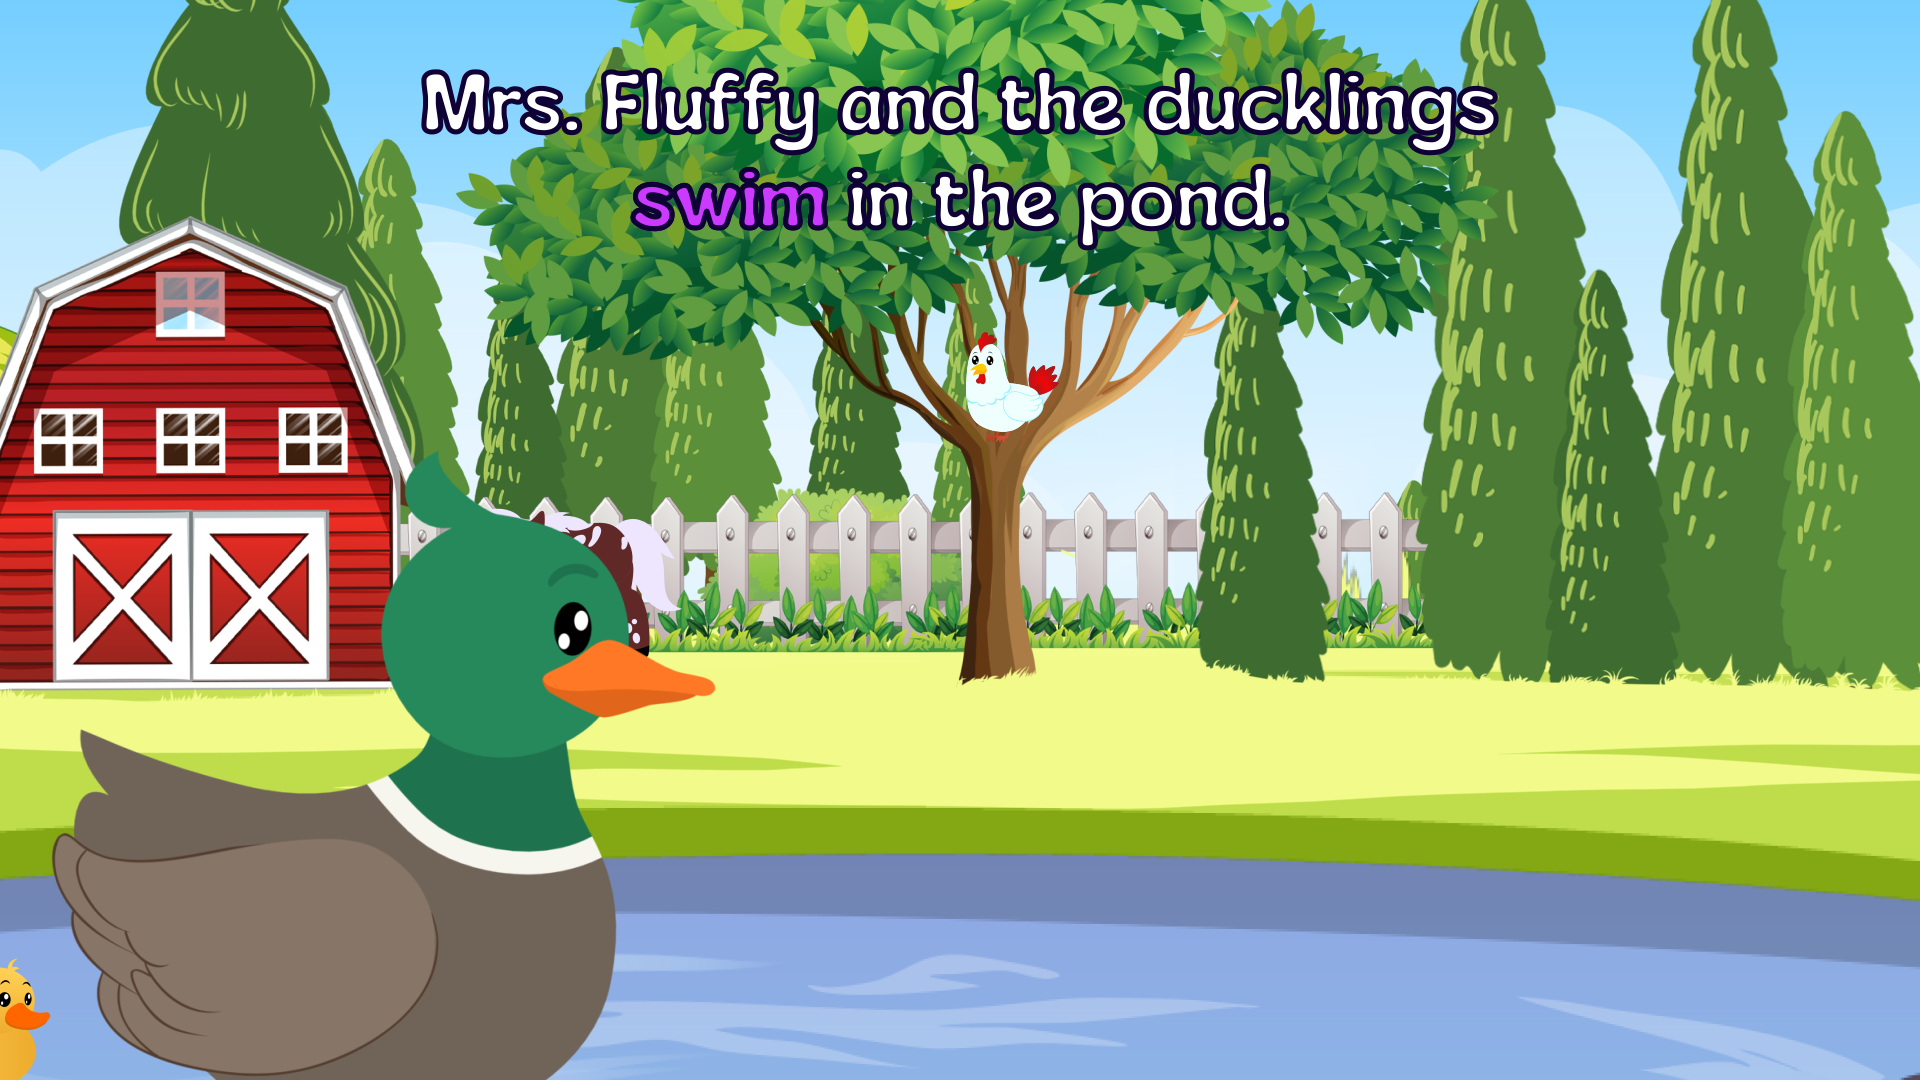 Mrs. Fluffy and the ducklings
swim in the pond.